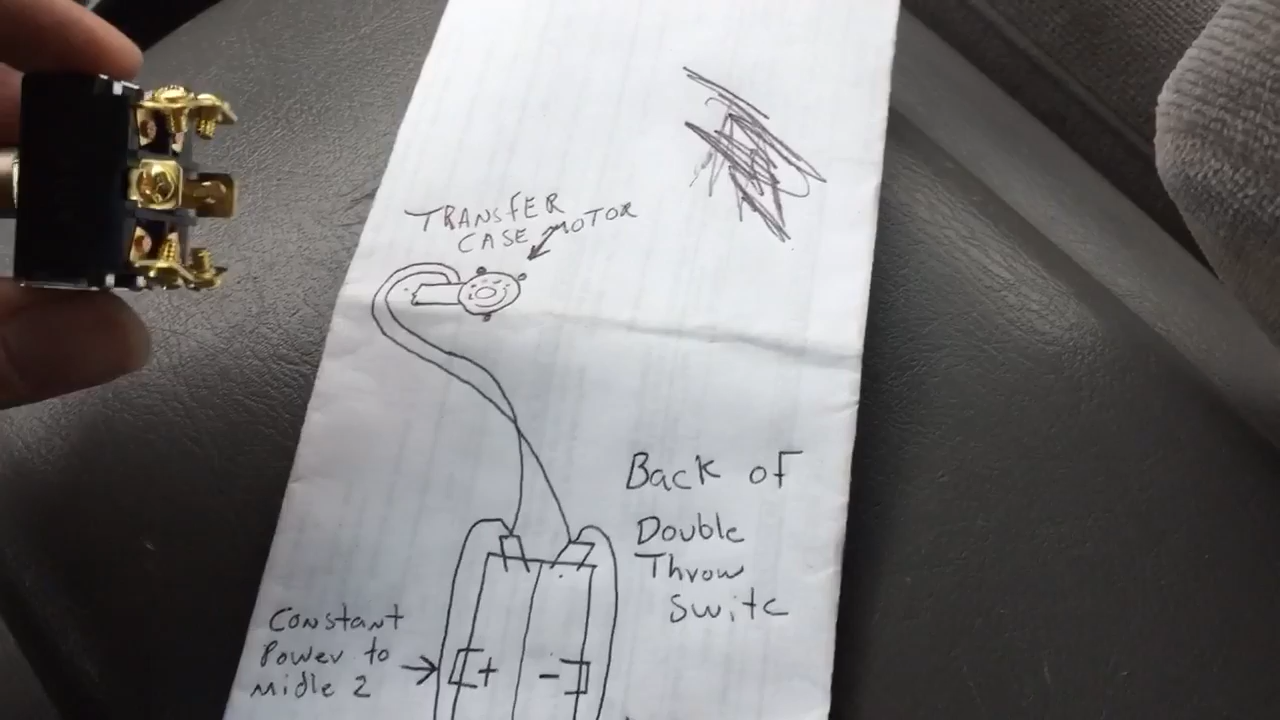 TRANSFER
CASE MOTOR
Back of
Double
Throw
Switc
Constant
Power to
Midle 2
+ -